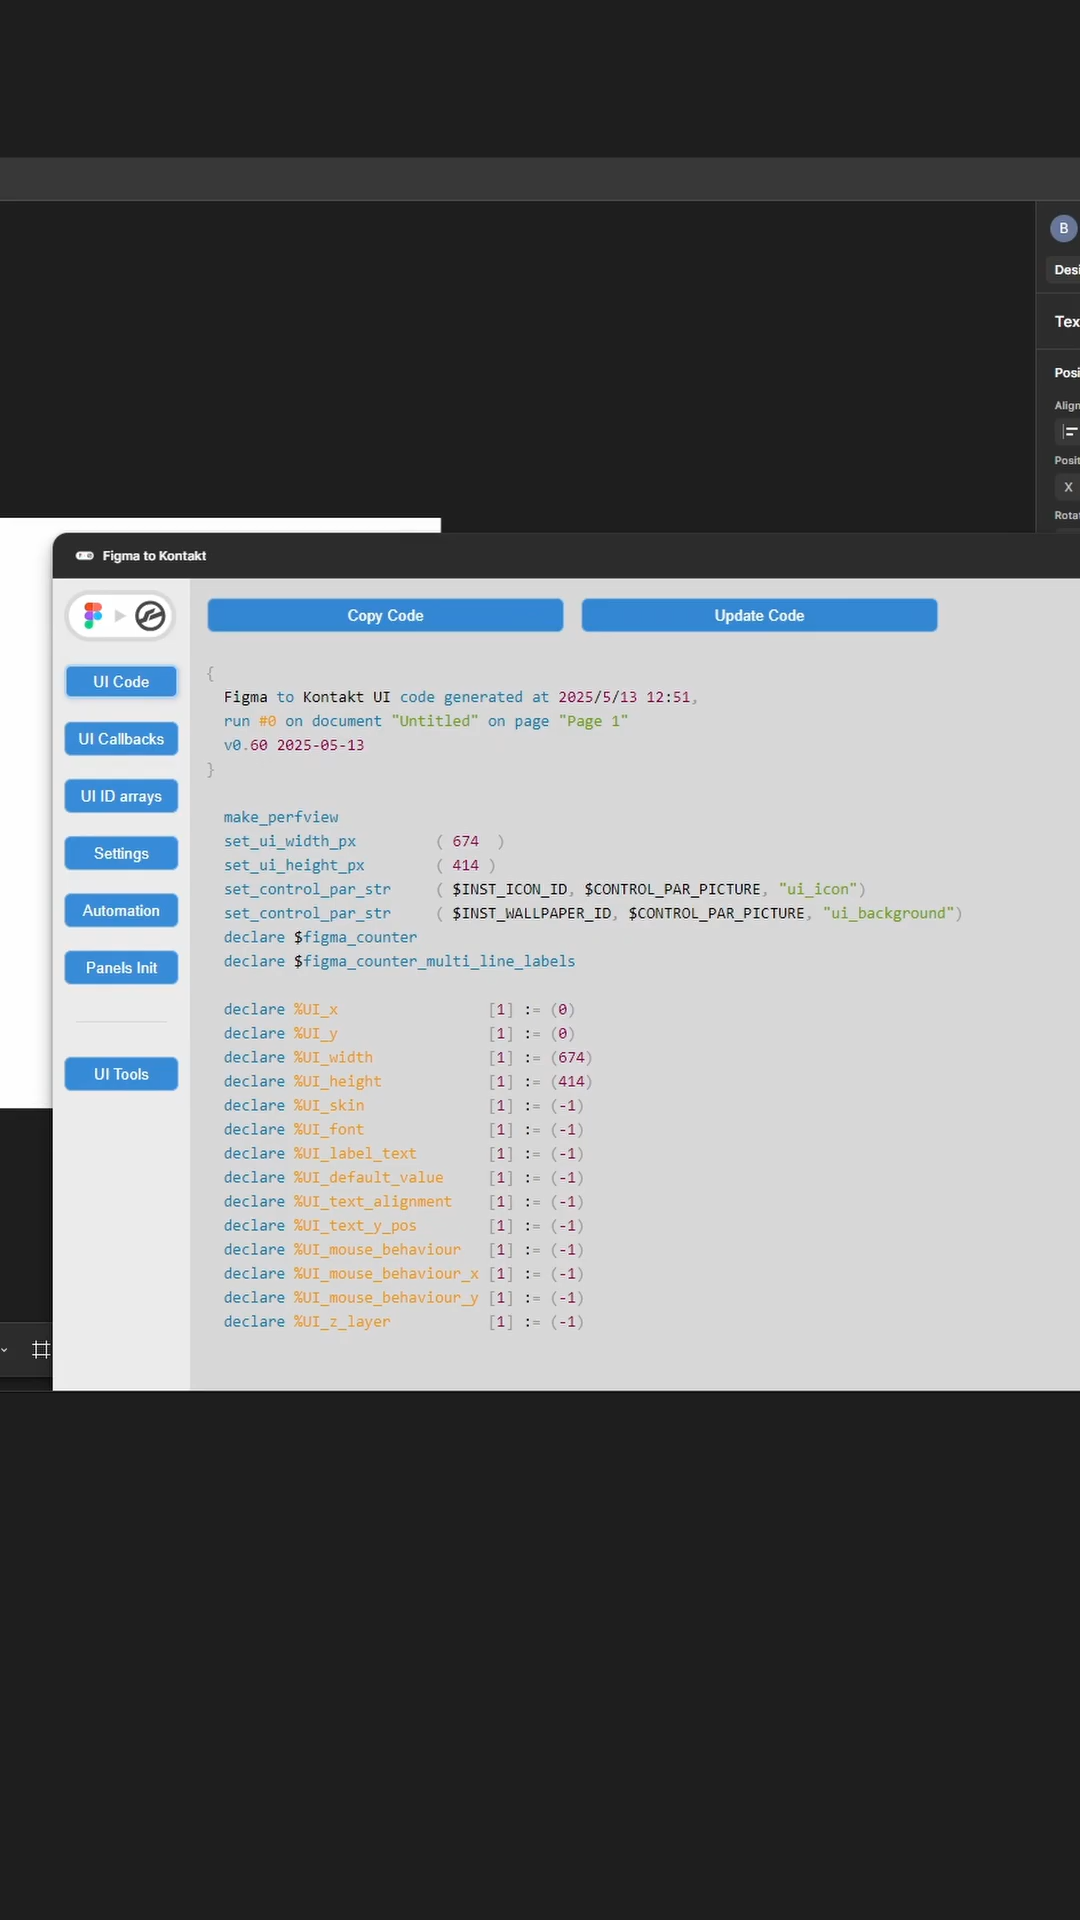 B
Desi
Tex
Posi
Align
Posit
X
Rotat
Figma to Kontakt
Copy Code
Update Code
UI Code
UI Callbacks
UI ID arrays
Settings
Automation
Panels Init
UI Tools
{
Figma to Kontakt UI code generated at 2025/5/13 12:51,
run #0 on document "Untitled" on page "Page 1"
v0.60 2025-05-13
}
make_perfview
set_ui_width_px ( 674 )
set_ui_height_px ( 414 )
set_control_par_str ( $INST_ICON_ID, $CONTROL_PAR_PICTURE, "ui_icon")
set_control_par_str ( $INST_WALLPAPER_ID, $CONTROL_PAR_PICTURE, "ui_background")
declare $figma_counter
declare $figma_counter_multi_line_labels
declare %UI_x [1] := (0)
declare %UI_y [1] := (0)
declare %UI_width [1] := (674)
declare %UI_height [1] := (414)
declare %UI_skin [1] := (-1)
declare %UI_font [1] := (-1)
declare %UI_label_text [1] := (-1)
declare %UI_default_value [1] := (-1)
declare %UI_text_alignment [1] := (-1)
declare %UI_text_y_pos [1] := (-1)
declare %UI_mouse_behaviour [1] := (-1)
declare %UI_mouse_behaviour_x [1] := (-1)
declare %UI_mouse_behaviour_y [1] := (-1)
declare %UI_z_layer [1] := (-1)